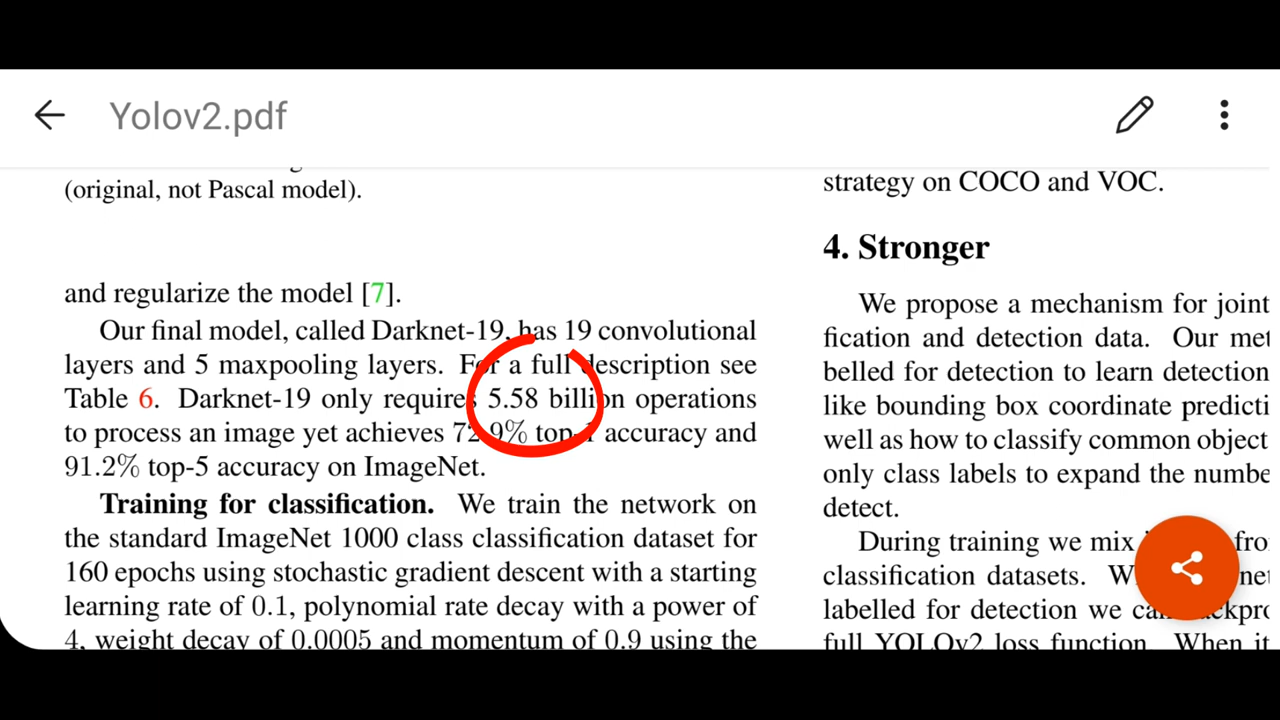 Yolov2.pdf
(original, not Pascal model).
and regularize the model [7].
Our final model, called Darknet-19, has 19 convolutional
layers and 5 maxpooling layers. For a full description see
Table 6. Darknet-19 only requires 5.58 billion operations
to process an image yet achieves 72.9% top-1 accuracy and
91.2% top-5 accuracy on ImageNet.
Training for classification. We train the network on
the standard ImageNet 1000 class classification dataset for
160 epochs using stochastic gradient descent with a starting
learning rate of 0.1, polynomial rate decay with a power of
4, weight decay of 0.0005 and momentum of 0.9 using the
strategy on COCO and VOC.
4. Stronger
We propose a mechanism for joint
fication and detection data. Our met
belled for detection to learn detection
like bounding box coordinate predicti
well as how to classify common object
only class labels to expand the numbe
detect.
During training we mix fro
classification datasets. W net
labelled for detection we can backpro
full YOLOv2 loss function. When it